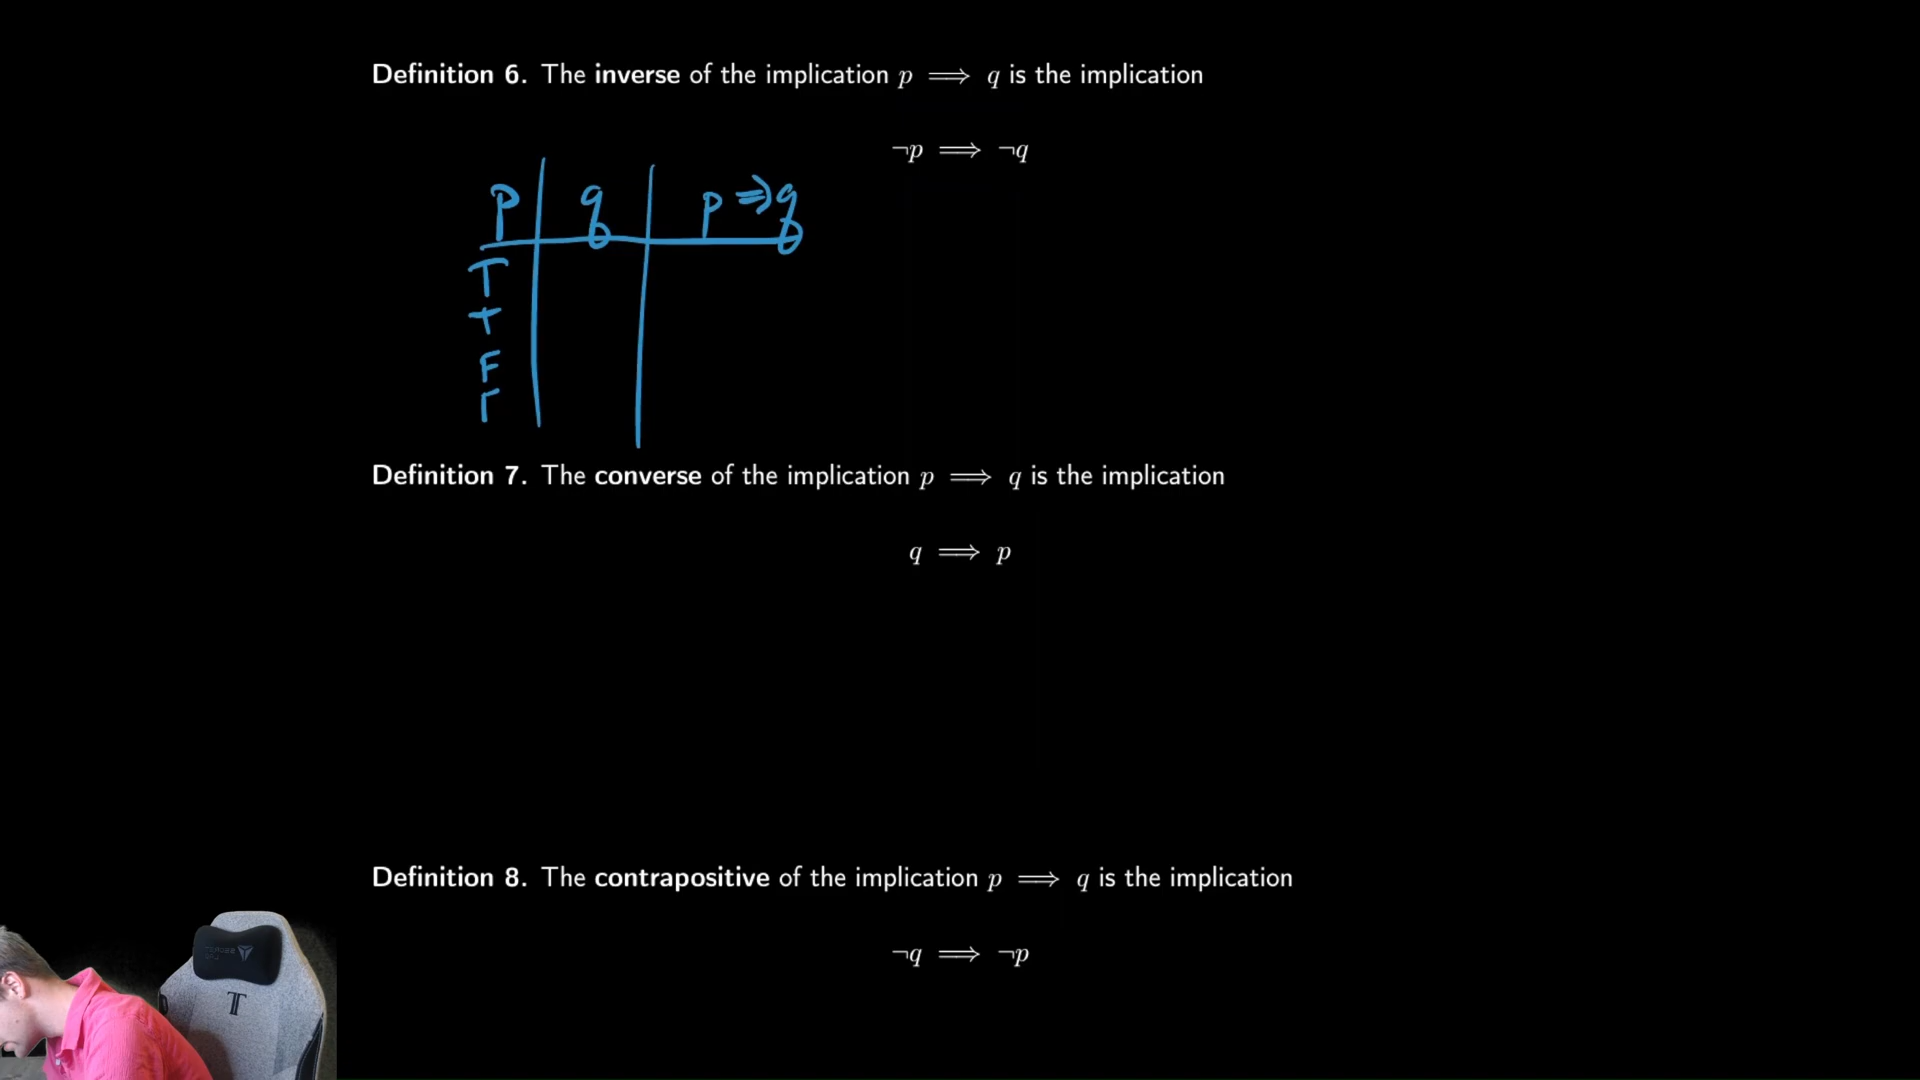 Definition 6. The inverse of the implication p ⟹ q is the implication
¬p ⟹ ¬q
p q p ⇒ q
T
T
F
Definition 7. The converse of the implication p ⟹ q is the implication
q ⟹ p
Definition 8. The contrapositive of the implication p ⟹ q is the implication
¬q ⟹ ¬p
T